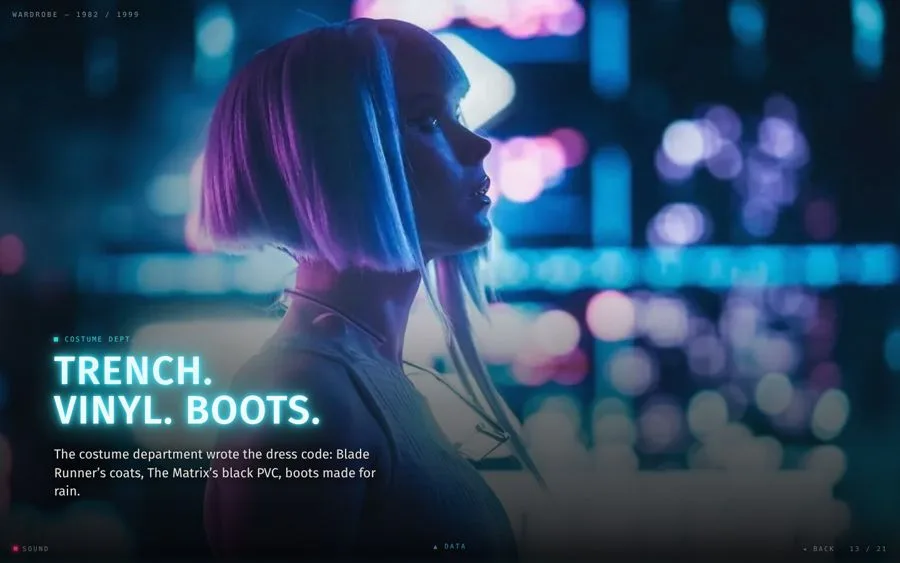 WARDROBE — 1982 / 1999
COSTUME DEPT
TRENCH.
VINYL. BOOTS.
The costume department wrote the dress code: Blade
Runner’s coats, The Matrix’s black PVC, boots made for
rain.
SOUND
▲ DATA
BACK 13 / 21